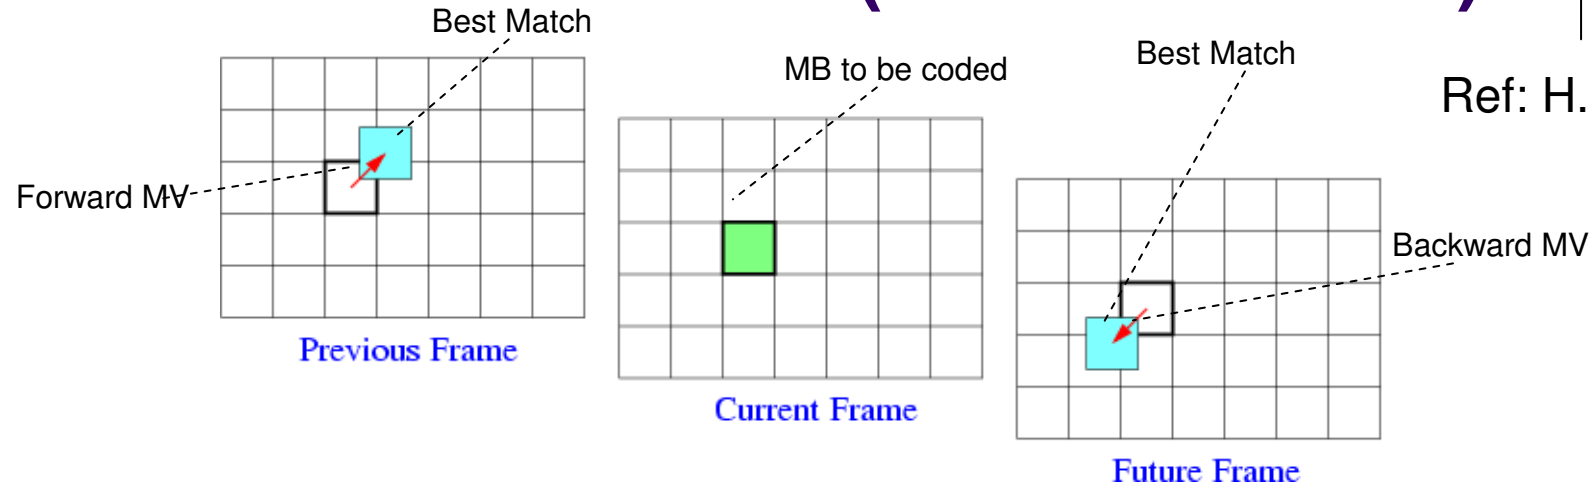 Best Match
MB to be coded
Best Match
Ref: H.
Forward MV
Backward MV
Previous Frame
Current Frame
Future Frame